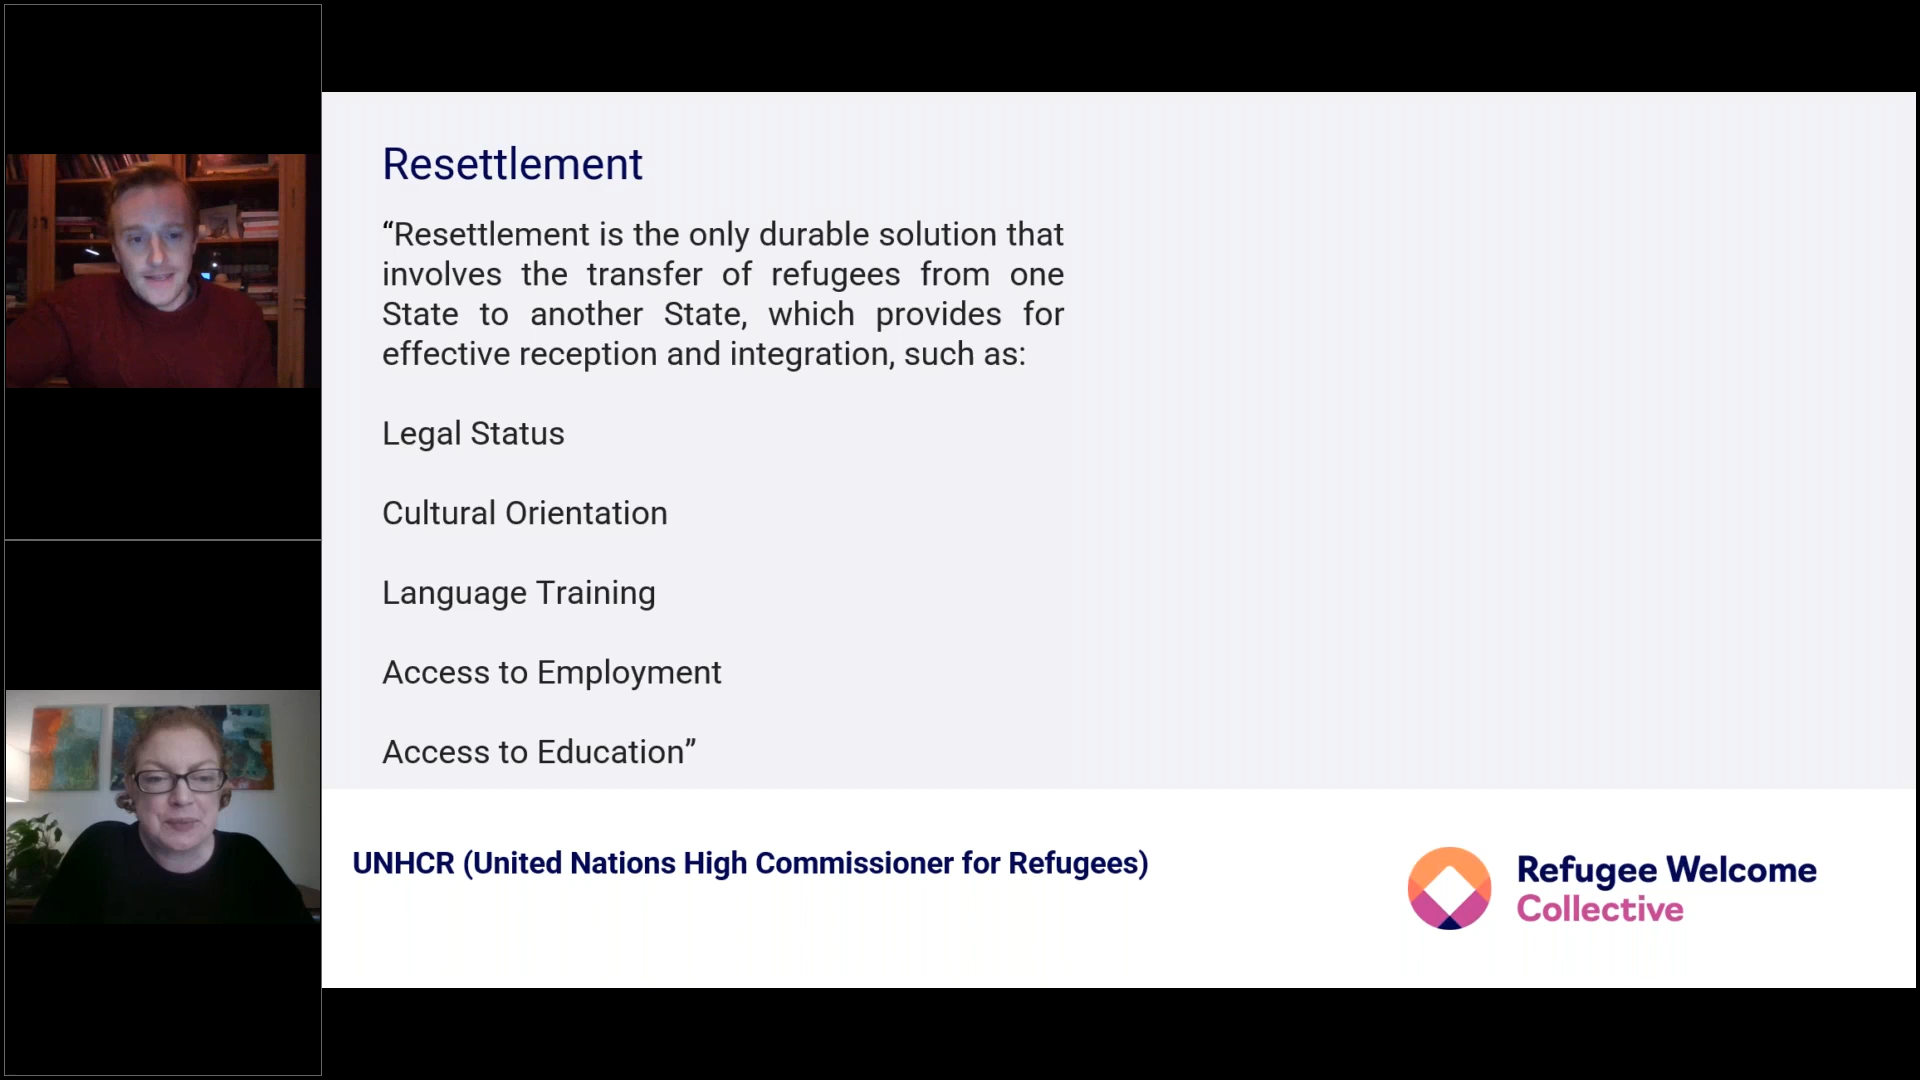 Resettlement
“Resettlement is the only durable solution that
involves the transfer of refugees from one
State to another State, which provides for
effective reception and integration, such as:
Legal Status
Cultural Orientation
Language Training
Access to Employment
Access to Education”
UNHCR (United Nations High Commissioner for Refugees)
Refugee Welcome
Collective